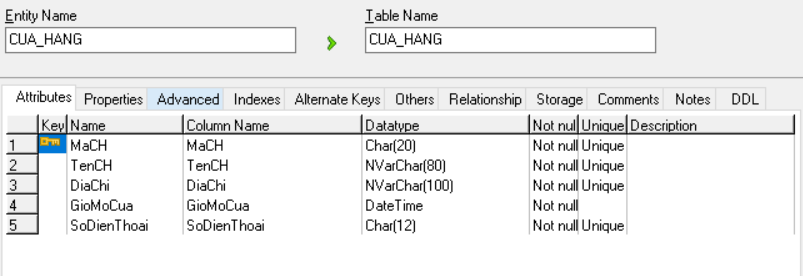 Entity Name Table Name
CUA_HANG CUA_HANG
Attributes Properties Advanced Indexes Alternate Keys Others Relationship Storage Comments Notes DDL
Key Name Column Name Datatype Not nul Unique Description
1 MaCH MaCH Char(20) Not null Unique
2 TenCH TenCH NVarChar(80) Not null Unique
3 DiaChi DiaChi NVarChar(100) Not null Unique
4 GioMoCua GioMoCua DateTime Not null
5 SoDienThoai SoDienThoai Char(12) Not null Unique